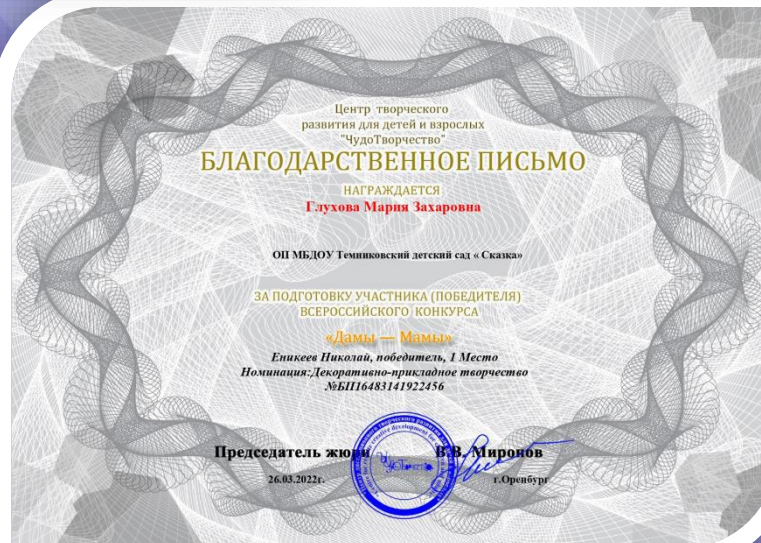 Центр творческого
развития для детей и взрослых
"ЧудоТворчество"
БЛАГОДАРСТВЕННОЕ ПИСЬМО
НАГРАЖДАЕТСЯ
Глухова Мария Захаровна
ОП МБДОУ Темниковский детский сад « Сказка»
ЗА ПОДГОТОВКУ УЧАСТНИКА (ПОБЕДИТЕЛЯ)
ВСЕРОССИЙСКОГО КОНКУРСА
«Дамы — Мамы»
Еникеев Николай, победитель, 1 Место
Номинация:Декоративно-прикладное творчество
№БП16483141922456
Председатель жюри В.В. Миронов
26.03.2022г. г.Оренбург